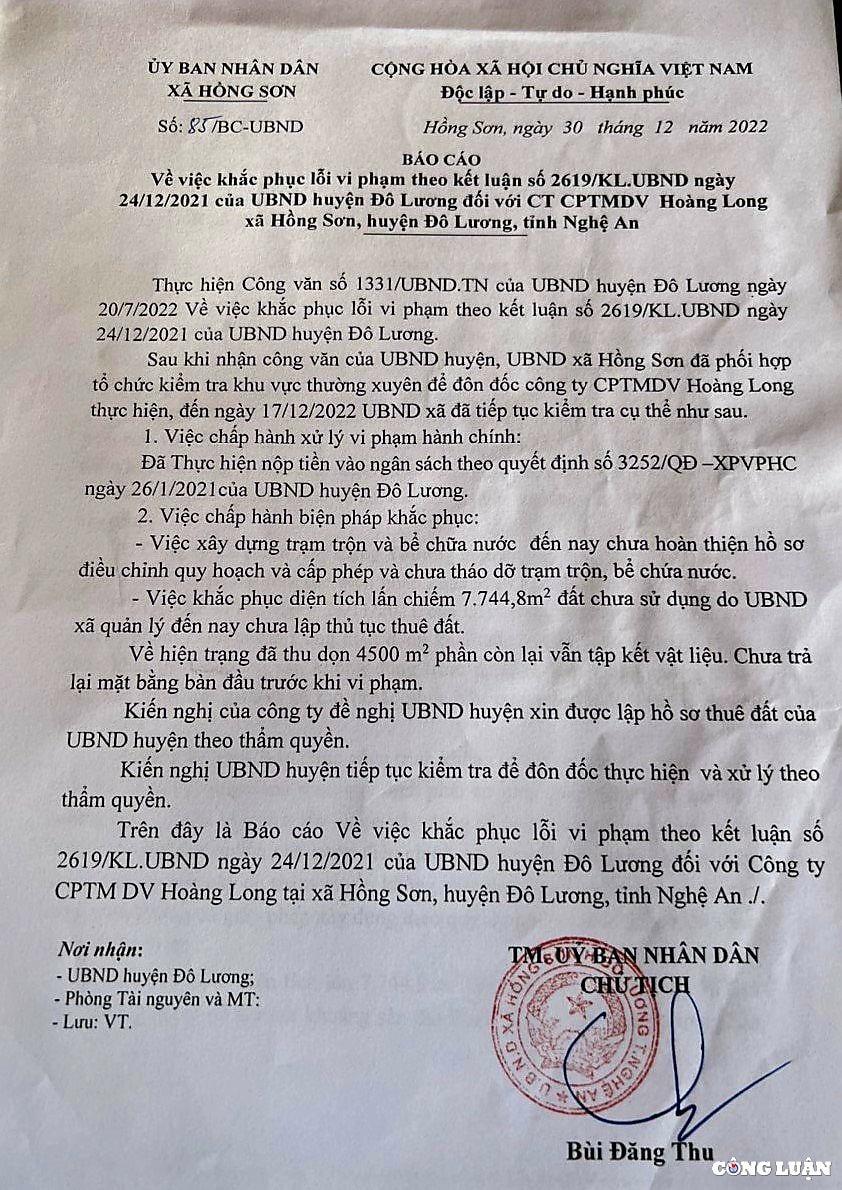 ỦY BAN NHÂN DÂN
XÃ HỒNG SƠN
CỘNG HÒA XÃ HỘI CHỦ NGHĨA VIỆT NAM
Độc lập - Tự do - Hạnh phúc
Số: 85/BC-UBND
Hồng Sơn, ngày 30 tháng 12 năm 2022
BÁO CÁO
Về việc khắc phục lỗi vi phạm theo kết luận số 2619/KL.UBND ngày
24/12/2021 của UBND huyện Đô Lương đối với CT CPTMDV Hoàng Long
xã Hồng Sơn, huyện Đô Lương, tỉnh Nghệ An
Thực hiện Công văn số 1331/UBND.TN của UBND huyện Đô Lương ngày
20/7/2022 Về việc khắc phục lỗi vi phạm theo kết luận số 2619/KL.UBND ngày
24/12/2021 của UBND huyện Đô Lương.
Sau khi nhận công văn của UBND huyện, UBND xã Hồng Sơn đã phối hợp
tổ chức kiểm tra khu vực thường xuyên để đôn đốc công ty CPTMDV Hoàng Long
thực hiện, đến ngày 17/12/2022 UBND xã đã tiếp tục kiểm tra cụ thể như sau.
1. Việc chấp hành xử lý vi phạm hành chính:
Đã Thực hiện nộp tiền vào ngân sách theo quyết định số 3252/QĐ –XPVPHC
ngày 26/1/2021của UBND huyện Đô Lương.
2. Việc chấp hành biện pháp khắc phục:
- Việc xây dựng trạm trộn và bể chữa nước đến nay chưa hoàn thiện hồ sơ
điều chỉnh quy hoạch và cấp phép và chưa tháo dỡ trạm trộn, bể chứa nước.
- Việc khắc phục diện tích lấn chiếm 7.744,8m² đất chưa sử dụng do UBND
xã quản lý đến nay chưa lập thủ tục thuê đất.
Về hiện trạng đã thu dọn 4500 m² phần còn lại vẫn tập kết vật liệu. Chưa trả
lại mặt bằng bàn đầu trước khi vi phạm.
Kiến nghị của công ty đề nghị UBND huyện xin được lập hồ sơ thuê đất của
UBND huyện theo thẩm quyền.
Kiến nghị UBND huyện tiếp tục kiểm tra để đôn đốc thực hiện và xử lý theo
thẩm quyền.
Trên đây là Báo cáo Về việc khắc phục lỗi vi phạm theo kết luận số
2619/KL.UBND ngày 24/12/2021 của UBND huyện Đô Lương đối với Công ty
CPTM DV Hoàng Long tại xã Hồng Sơn, huyện Đô Lương, tỉnh Nghệ An ./.
Nơi nhận:
- UBND huyện Đô Lương;
- Phòng Tài nguyên và MT:
- Lưu: VT.
TM. UỶ BAN NHÂN DÂN
CHỦ TỊCH
U.B.N.D XÃ HỒNG SƠN H.ĐÔ LƯƠNG T.NGHỆ AN
Bùi Đăng Thu
CÔNG LUẬN